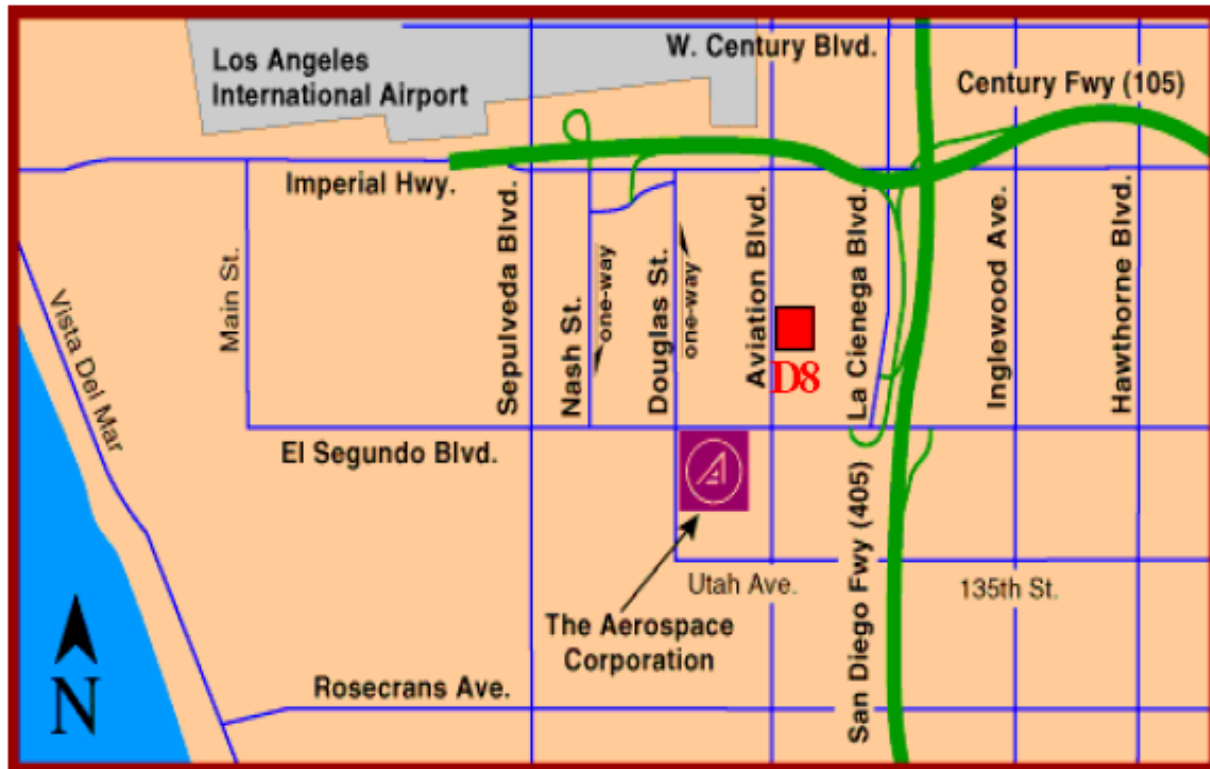 W. Century Blvd.
Los Angeles
International Airport
Century Fwy (105)
Imperial Hwy.
Main St.
Sepulveda Blvd.
Nash St.
one-way
Douglas St.
one-way
Aviation Blvd.
La Cienega Blvd.
Inglewood Ave.
Hawthorne Blvd.
Vista Del Mar
D8
El Segundo Blvd.
San Diego Fwy (405)
Utah Ave.
135th St.
The Aerospace
Corporation
Rosecrans Ave.
N